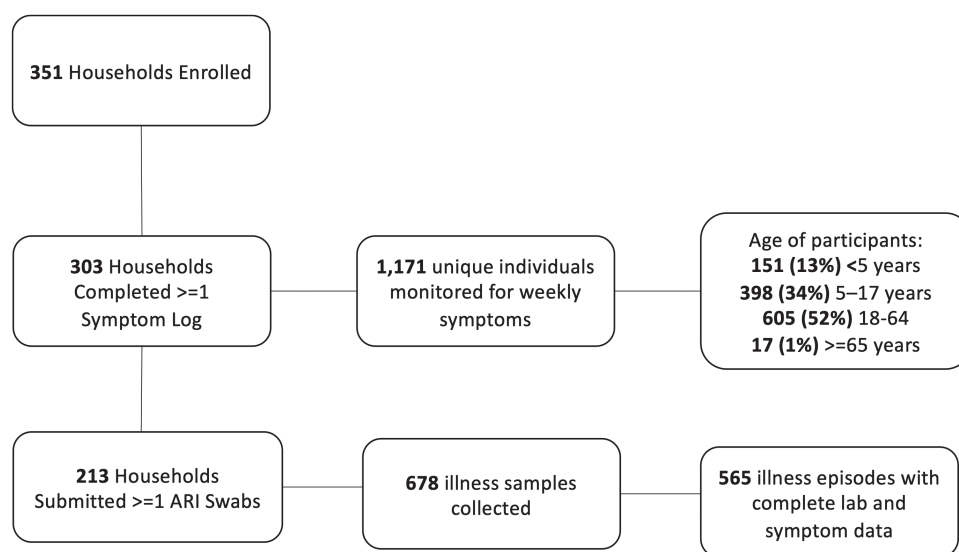 351 Households Enrolled
303 Households
Completed >=1
Symptom Log
1,171 unique individuals
monitored for weekly
symptoms
Age of participants:
151 (13%) <5 years
398 (34%) 5–17 years
605 (52%) 18-64
17 (1%) >=65 years
213 Households
Submitted >=1 ARI Swabs
678 illness samples
collected
565 illness episodes with
complete lab and
symptom data